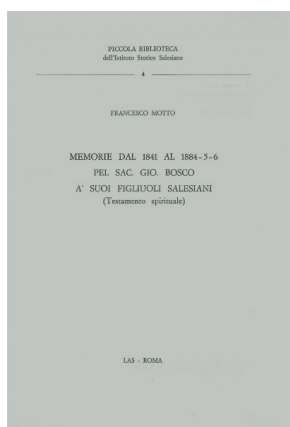 PICCOLA BIBLIOTECA
dell'Istituto Storico Salesiano
4
FRANCESCO MOTTO
MEMORIE DAL 1841 AL 1884-5-6
PEL SAC. GIO. BOSCO
A' SUOI FIGLIUOLI SALESIANI
(Testamento spirituale)
LAS - ROMA